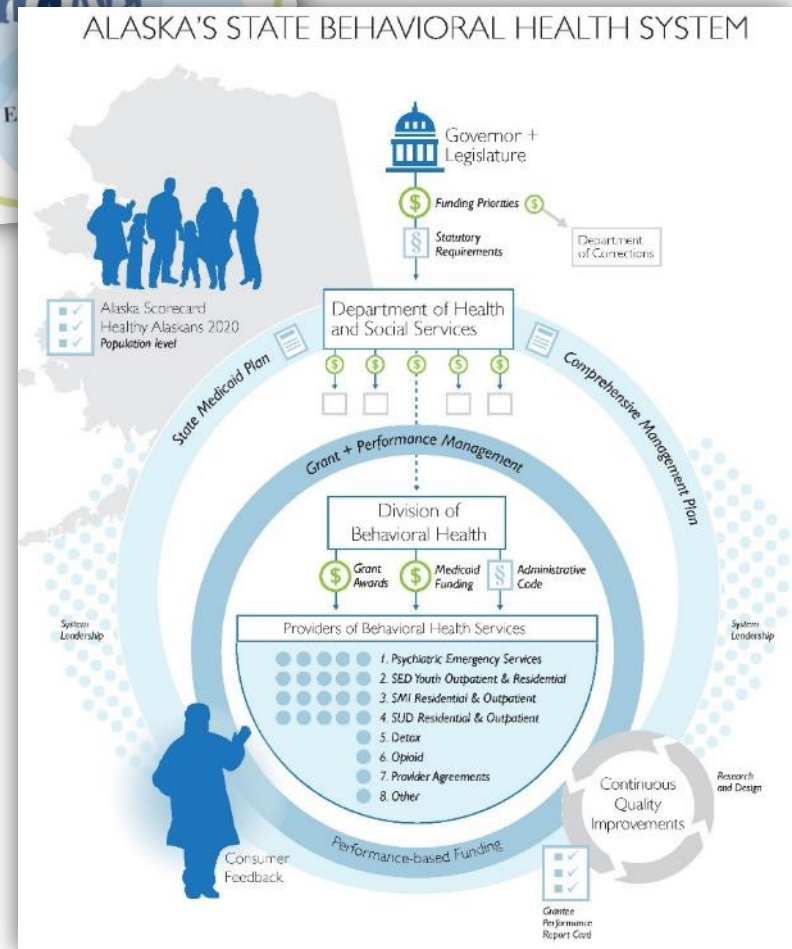 E
ALASKA'S STATE BEHAVIORAL HEALTH SYSTEM
Governor +
Legislature
$
Funding Priorities
$
§
Statutory
Requirements
Department
of Corrections
Alaska Scorecard
Healthy Alaskans 2020
Population level
Department of Health
and Social Services
$ $ $ $ $
State Medicaid Plan
Comprehensive Management Plan
Grant + Performance Management
Division of
Behavioral Health
$
Grant
Awards
$
Medicaid
Funding
§
Administrative
Code
System
Lendership
System
Lendership
Providers of Behavioral Health Services
1. Psychiatric Emergency Services
2. SED Youth Outpatient & Residential
3. SMI Residential & Outpatient
4. SUD Residential & Outpatient
5. Detox
6. Opioid
7. Provider Agreements
8. Other
Performance-based Funding
Consumer
Feedback
Continuous
Quality
Improvements
Research
and Design
Grantee
Performance
Report Card